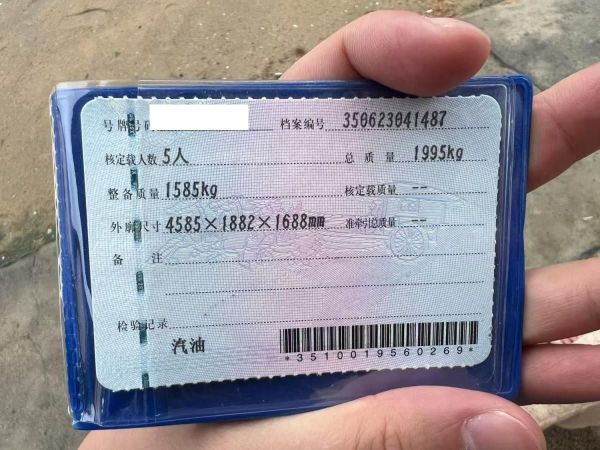 号牌号码 档案编号 350623041487
核定载人数 5人 总质量 1995kg
整备质量 1585kg 核定载质量 --
外廓尺寸 4585×1882×1688mm 准牵引总质量 --
备注
检验记录
汽油
*3510019560269*